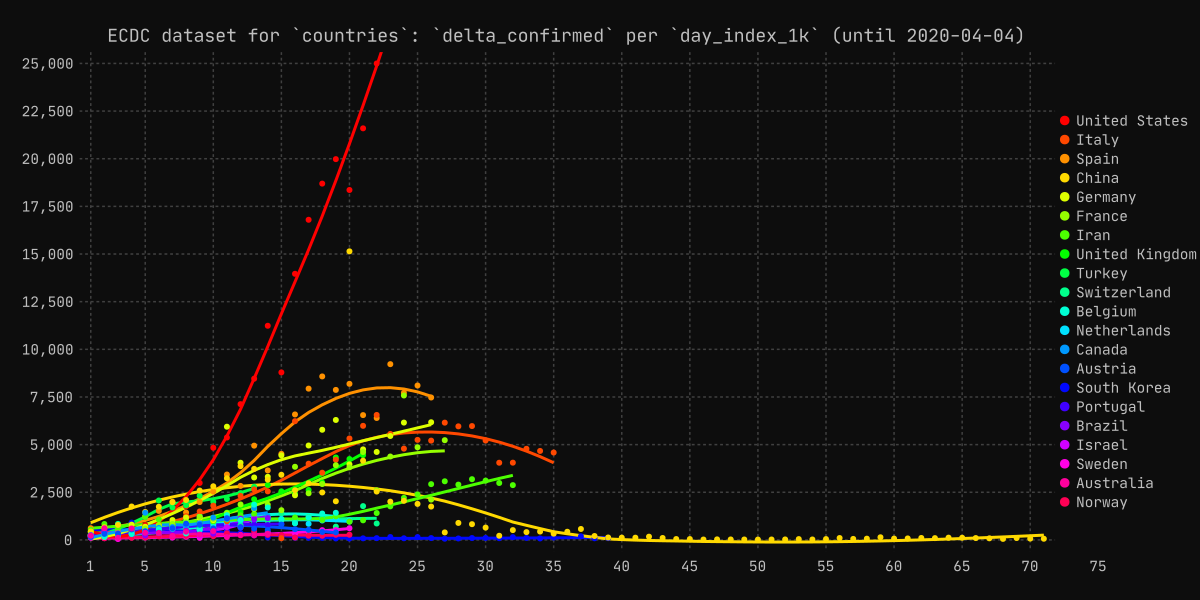 ECDC dataset for `countries`: `delta_confirmed` per `day_index_1k` (until 2020-04-04)
25,000
22,500
20,000
17,500
15,000
12,500
10,000
7,500
5,000
2,500
0
1 5 10 15 20 25 30 35 40 45 50 55 60 65 70 75
United States
Italy
Spain
China
Germany
France
Iran
United Kingdom
Turkey
Switzerland
Belgium
Netherlands
Canada
Austria
South Korea
Portugal
Brazil
Israel
Sweden
Australia
Norway